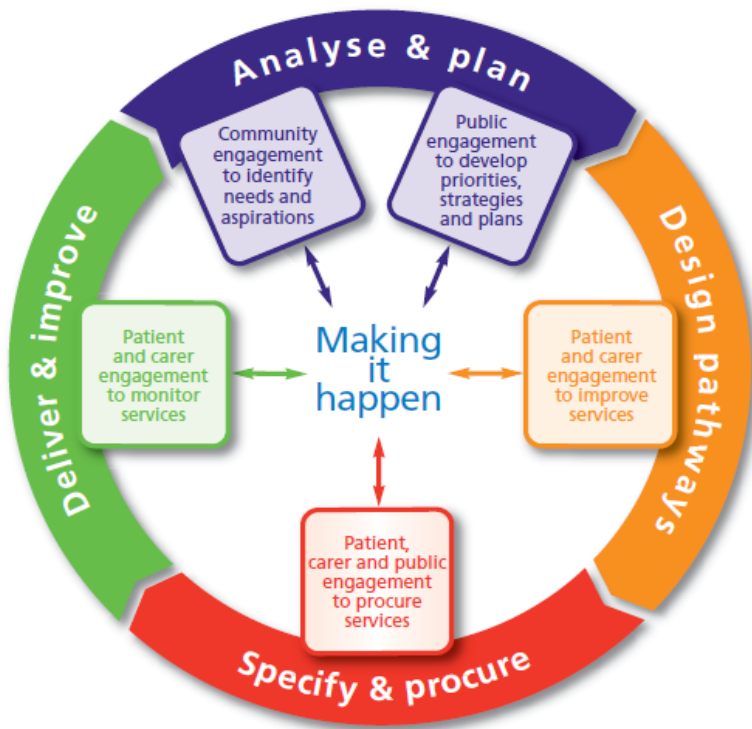 Analyse & plan
Community
engagement
to identify
needs and
aspirations
Public
engagement
to develop
priorities,
strategies
and plans
Design pathways
Patient
and carer
engagement
to improve
services
Specify & procure
Patient,
carer and public
engagement
to procure
services
Deliver & improve
Patient
and carer
engagement
to monitor
services
Making
it
happen